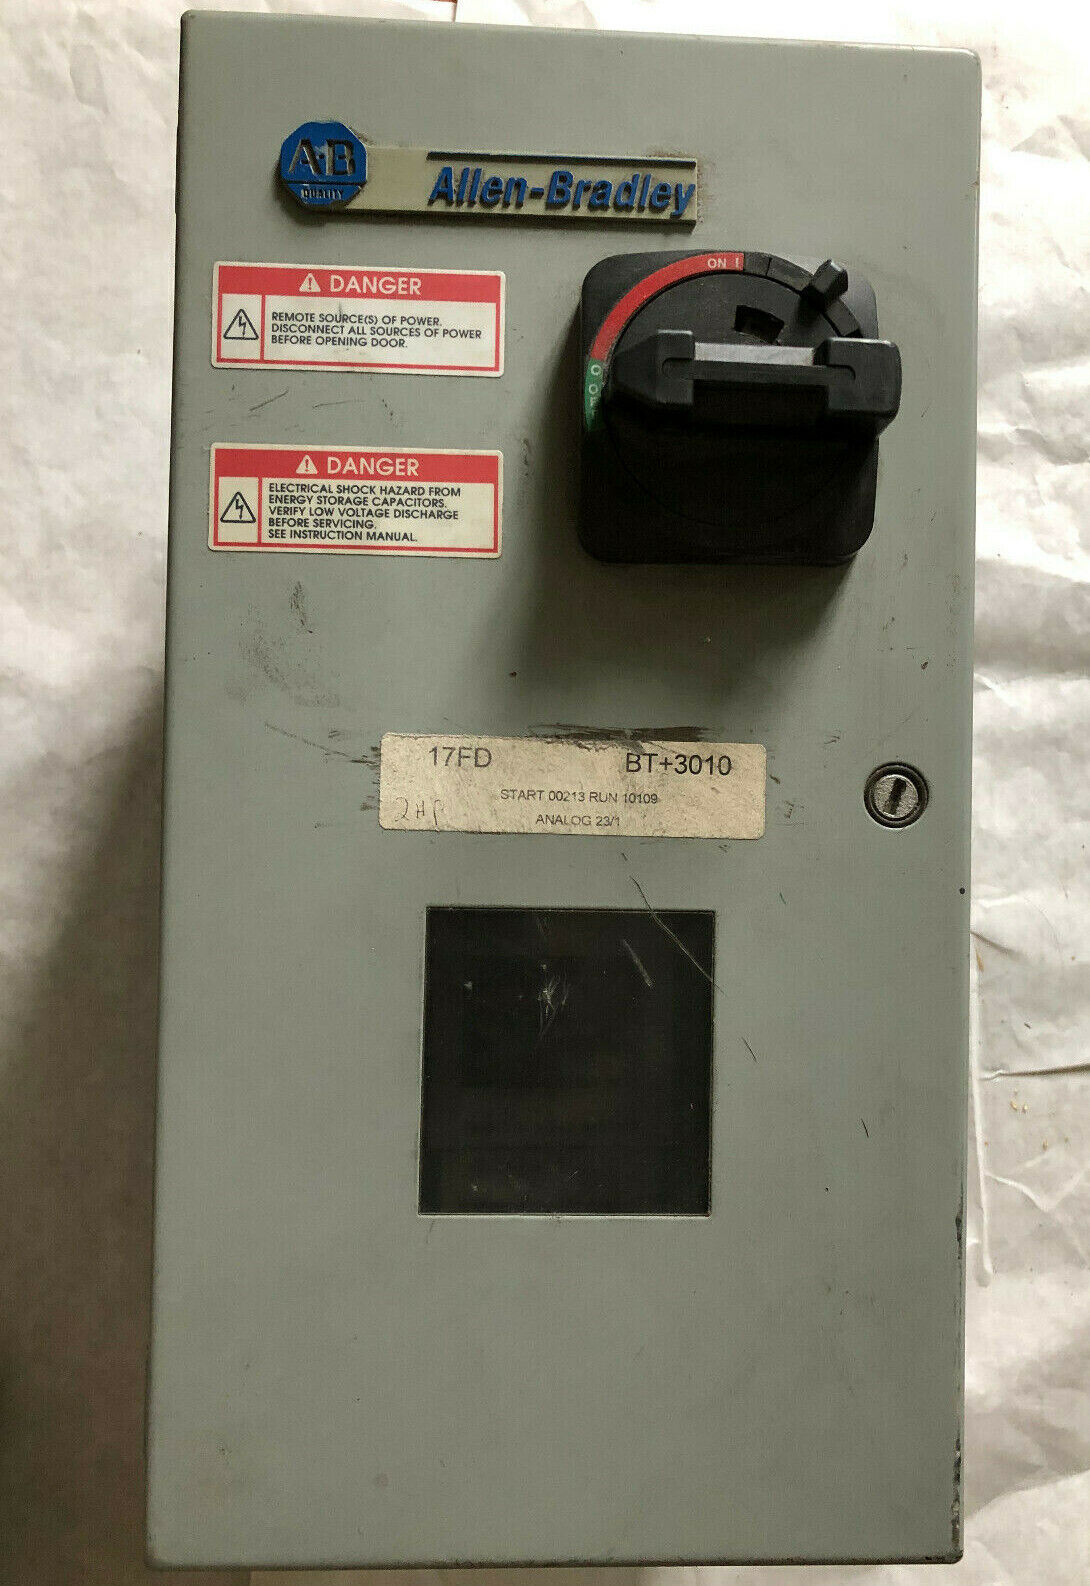 A·B
QUALITY
Allen-Bradley
ON I
O
DANGER
REMOTE SOURCE(S) OF POWER.
DISCONNECT ALL SOURCES OF POWER
BEFORE OPENING DOOR.
DANGER
ELECTRICAL SHOCK HAZARD FROM
ENERGY STORAGE CAPACITORS.
VERIFY LOW VOLTAGE DISCHARGE
BEFORE SERVICING.
SEE INSTRUCTION MANUAL.
17FD BT+3010
START 00213 RUN 10109
2HP ANALOG 23/1